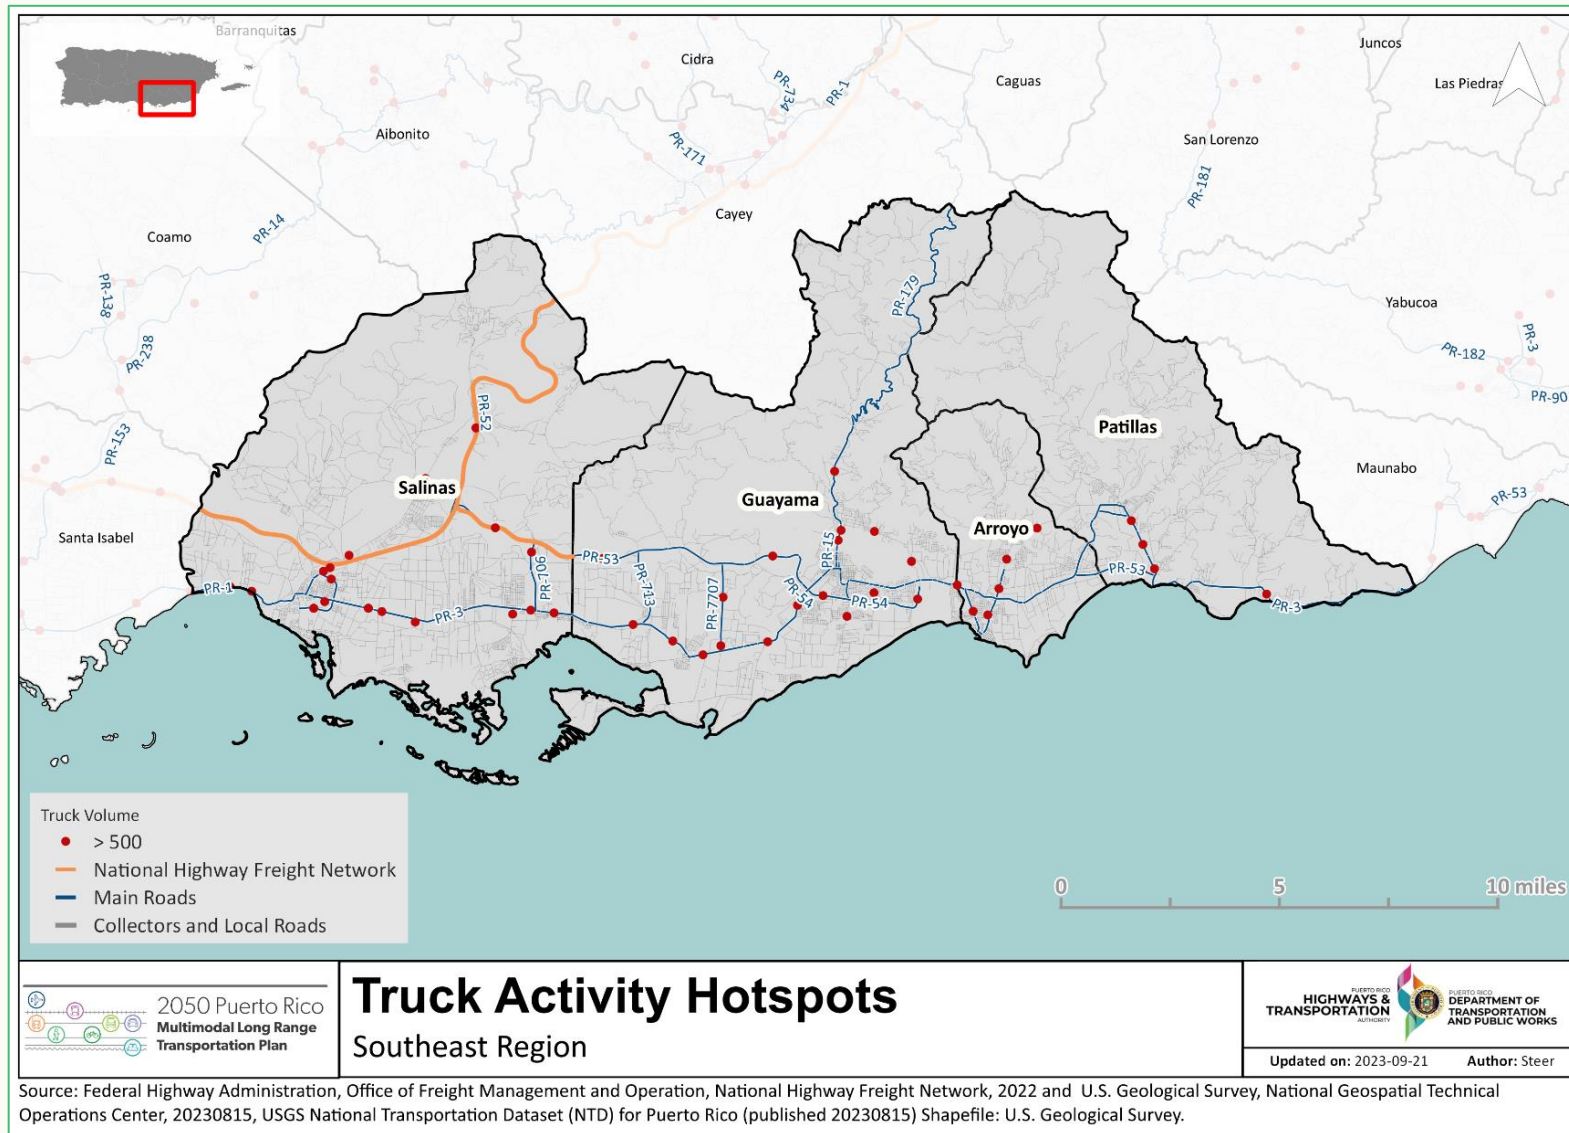 Barranquitas
Cidra
Juncos
Caguas
Las Piedras
PR-734
PR-1
Aibonito
PR-171
San Lorenzo
PR-181
Cayey
PR-14
Coamo
PR-138
PR-179
Yabucoa
PR-238
PR-3
PR-182
PR-90
PR-52
PR-153
Patillas
Maunabo
Salinas
Guayama
PR-53
Arroyo
Santa Isabel
PR-15
PR-53
PR-706
PR-53
PR-713
PR-1
PR-7707
PR-54
PR-54
PR-3
PR-3
Truck Volume
> 500
National Highway Freight Network
Main Roads
Collectors and Local Roads
0 5 10 miles
2050 Puerto Rico
Multimodal Long Range
Transportation Plan
Truck Activity Hotspots
Southeast Region
PUERTO RICO
HIGHWAYS &
TRANSPORTATION
AUTHORITY
PUERTO RICO
DEPARTMENT OF
TRANSPORTATION
AND PUBLIC WORKS
Updated on: 2023-09-21 Author: Steer
Source: Federal Highway Administration, Office of Freight Management and Operation, National Highway Freight Network, 2022 and U.S. Geological Survey, National Geospatial Technical
Operations Center, 20230815, USGS National Transportation Dataset (NTD) for Puerto Rico (published 20230815) Shapefile: U.S. Geological Survey.